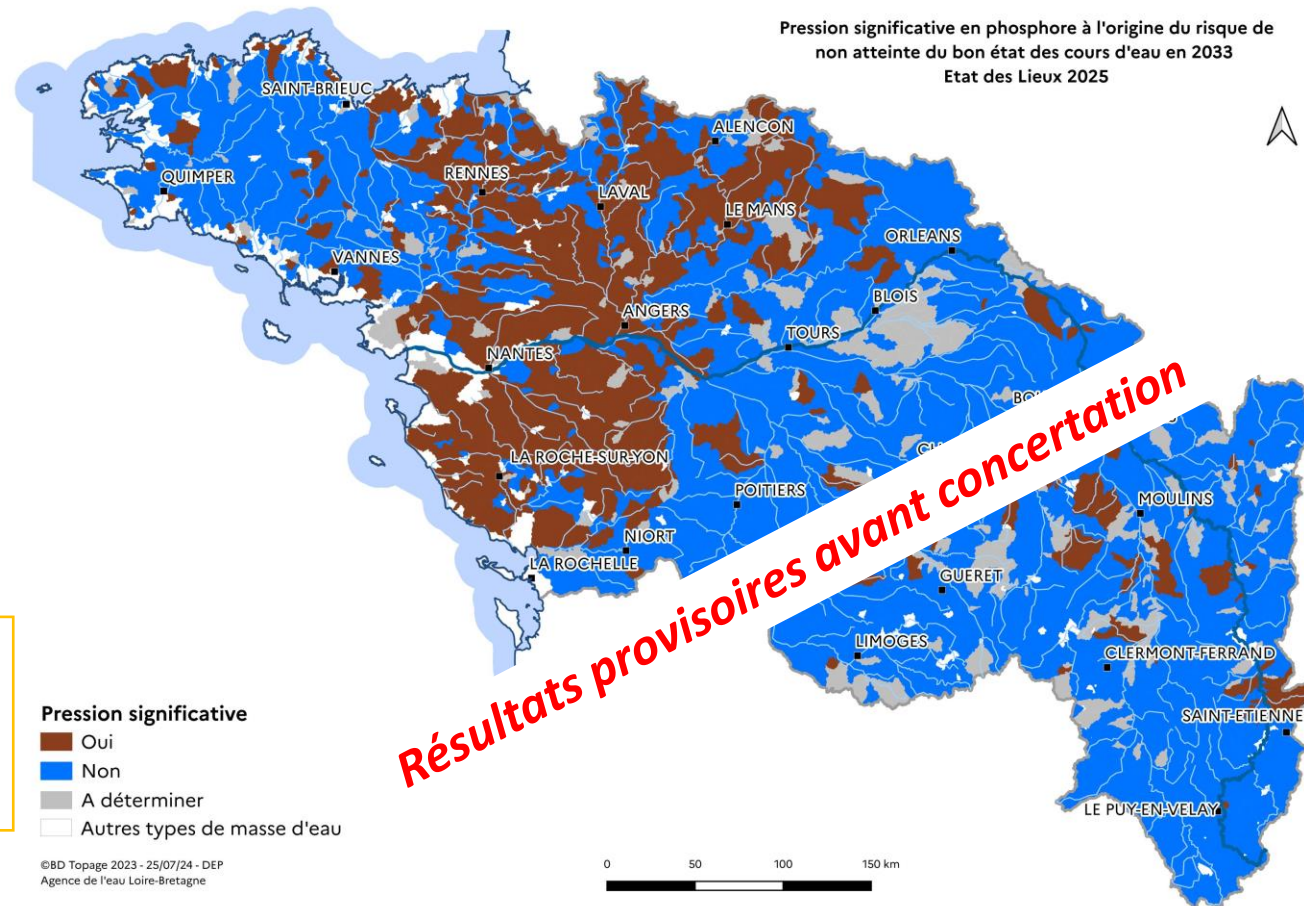 Pression significative en phosphore à l'origine du risque de
non atteinte du bon état des cours d'eau en 2033
Etat des Lieux 2025
SAINT-BRIEUC
ALENCON
QUIMPER
RENNES
LAVAL
LE MANS
ORLEANS
VANNES
BLOIS
ANGERS
TOURS
NANTES
LA ROCHE-SUR-YON
POITIERS
MOULINS
NIORT
LA ROCHELLE
GUERET
LIMOGES
CLERMONT-FERRAND
SAINT-ETIENNE
LE PUY-EN-VELAY
Résultats provisoires avant concertation
Pression significative
Oui
Non
A déterminer
Autres types de masse d'eau
©BD Topage 2023 - 25/07/24 - DEP
Agence de l'eau Loire-Bretagne
0 50 100 150 km